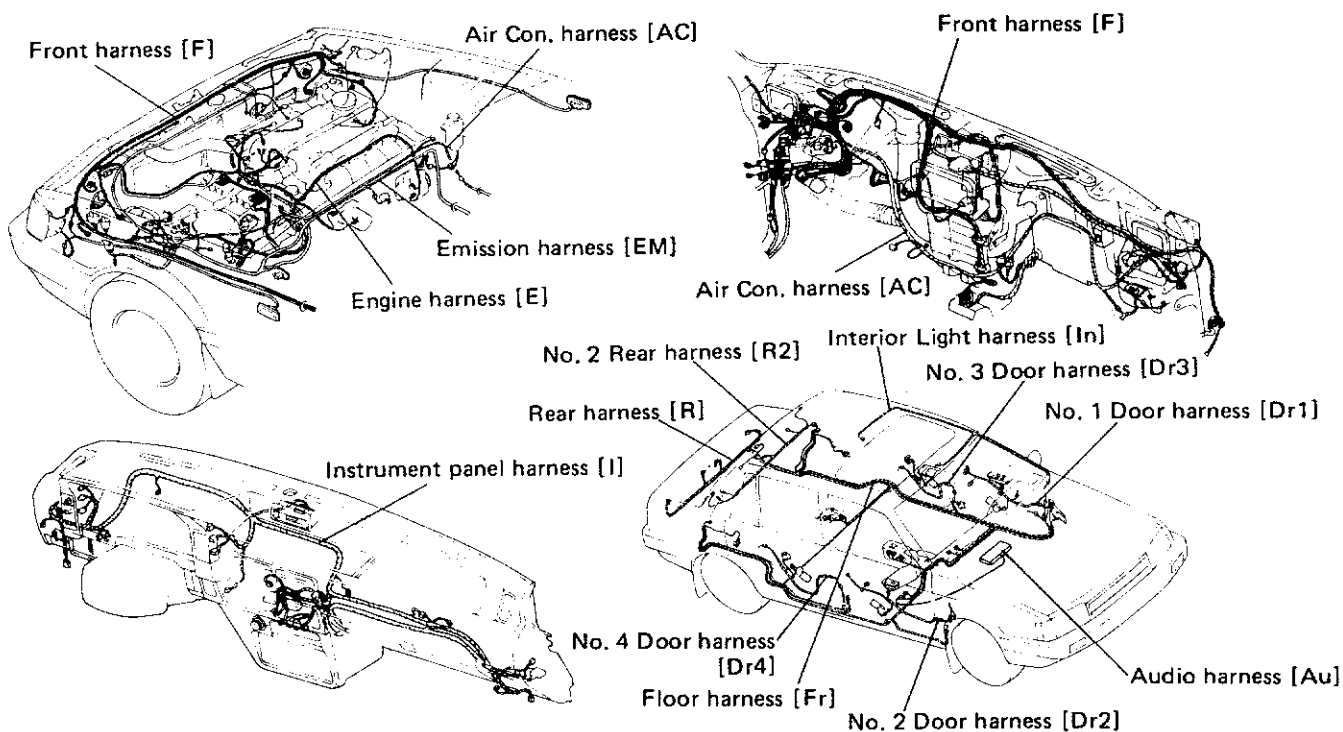 Front harness [F]
Air Con. harness [AC]
Emission harness [EM]
Engine harness [E]
Front harness [F]
Air Con. harness [AC]
Instrument panel harness [I]
No. 2 Rear harness [R2]
Interior Light harness [In]
No. 3 Door harness [Dr3]
Rear harness [R]
No. 1 Door harness [Dr1]
No. 4 Door harness
[Dr4]
Floor harness [Fr]
Audio harness [Au]
No. 2 Door harness [Dr2]